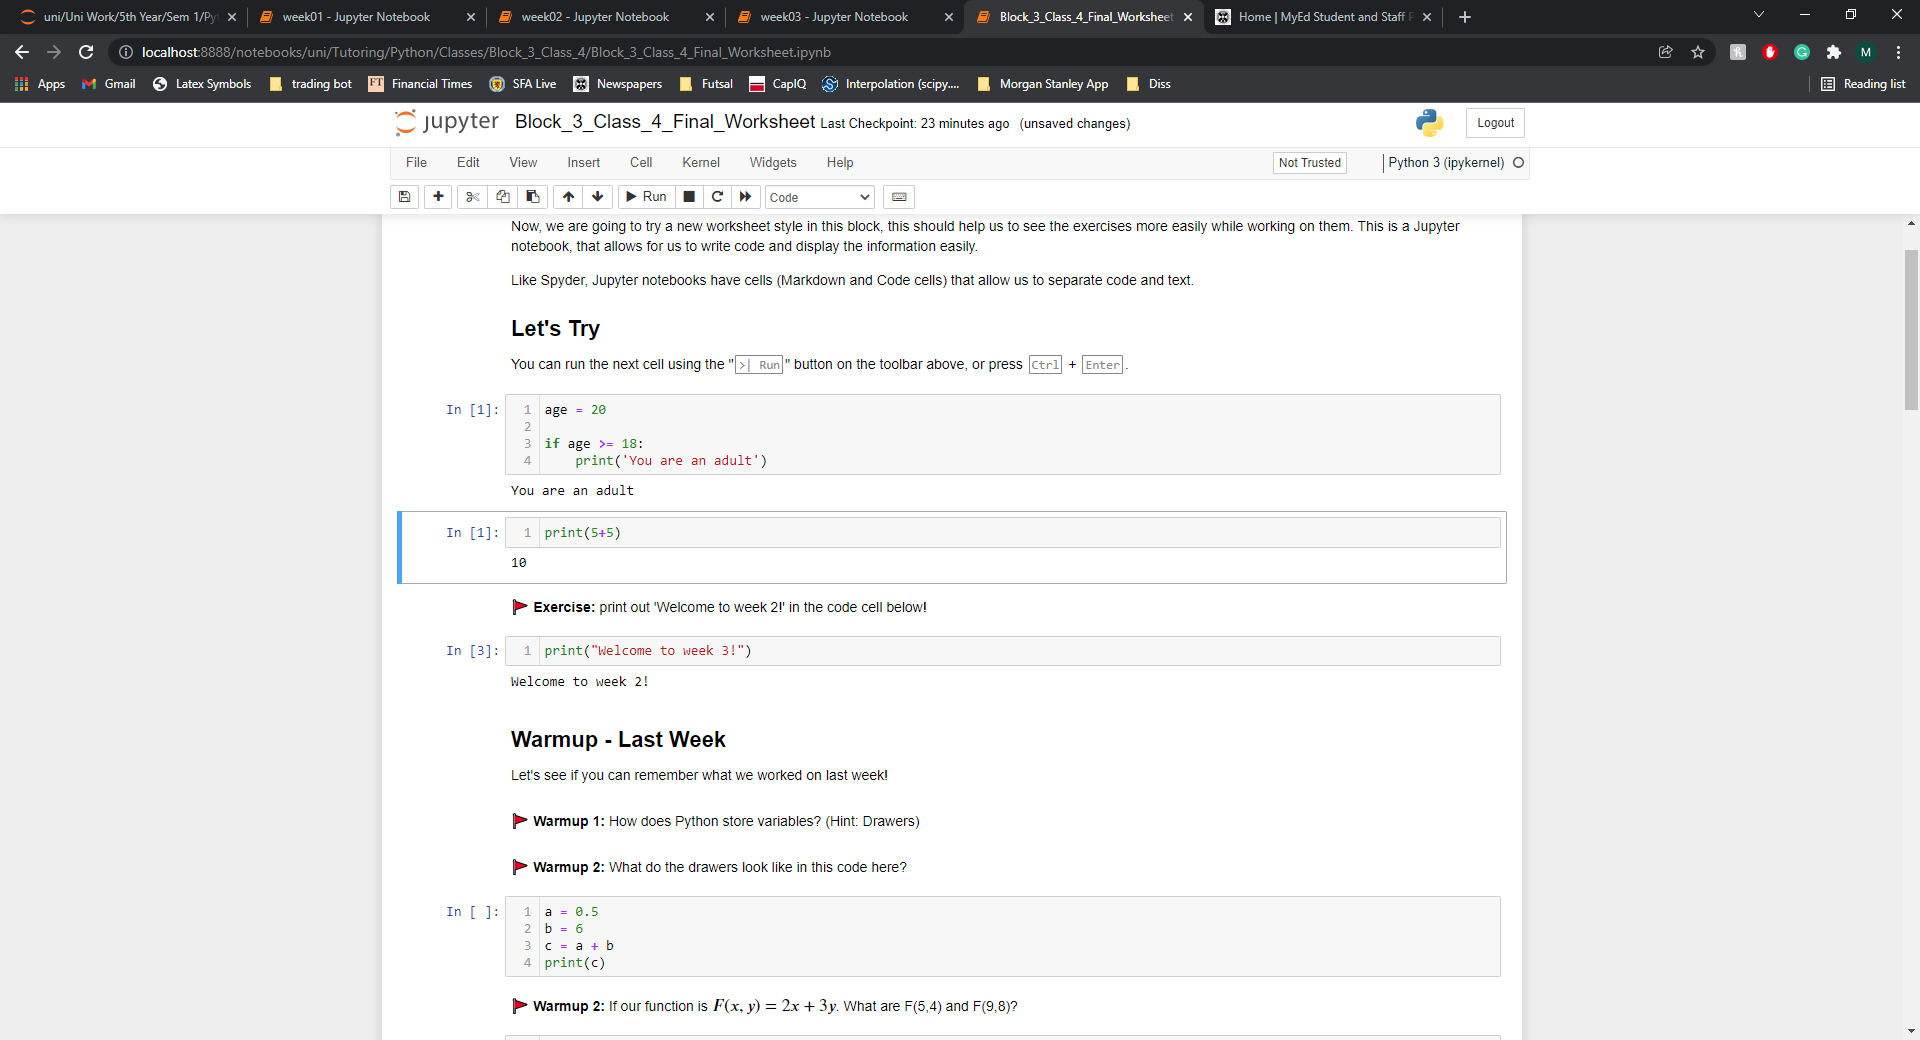 uni/Uni Work/5th Year/Sem 1/Py
week01 - Jupyter Notebook
week02 - Jupyter Notebook
week03 - Jupyter Notebook
Block_3_Class_4_Final_Worksheet
Home | MyEd Student and Staff P
localhost:8888/notebooks/uni/Tutoring/Python/Classes/Block_3_Class_4/Block_3_Class_4_Final_Worksheet.ipynb
M
Apps Gmail Latex Symbols trading bot FT Financial Times SFA Live Newspapers Futsal CapIQ Interpolation (scipy.... Morgan Stanley App Diss Reading list
jupyter Block_3_Class_4_Final_Worksheet Last Checkpoint: 23 minutes ago (unsaved changes) Logout
File Edit View Insert Cell Kernel Widgets Help Not Trusted Python 3 (ipykernel)
Run Code
Now, we are going to try a new worksheet style in this block, this should help us to see the exercises more easily while working on them. This is a Jupyter
notebook, that allows for us to write code and display the information easily.
Like Spyder, Jupyter notebooks have cells (Markdown and Code cells) that allow us to separate code and text.
Let's Try
You can run the next cell using the ">| Run" button on the toolbar above, or press Ctrl + Enter.
In [1]: 1 age = 20
2
3 if age >= 18:
4     print('You are an adult')
You are an adult
In [1]: 1 print(5+5)
10
Exercise: print out 'Welcome to week 2!' in the code cell below!
In [3]: 1 print("Welcome to week 3!")
Welcome to week 2!
Warmup - Last Week
Let's see if you can remember what we worked on last week!
Warmup 1: How does Python store variables? (Hint: Drawers)
Warmup 2: What do the drawers look like in this code here?
In [ ]: 1 a = 0.5
2 b = 6
3 c = a + b
4 print(c)
Warmup 2: If our function is F(x, y) = 2x + 3y. What are F(5,4) and F(9,8)?